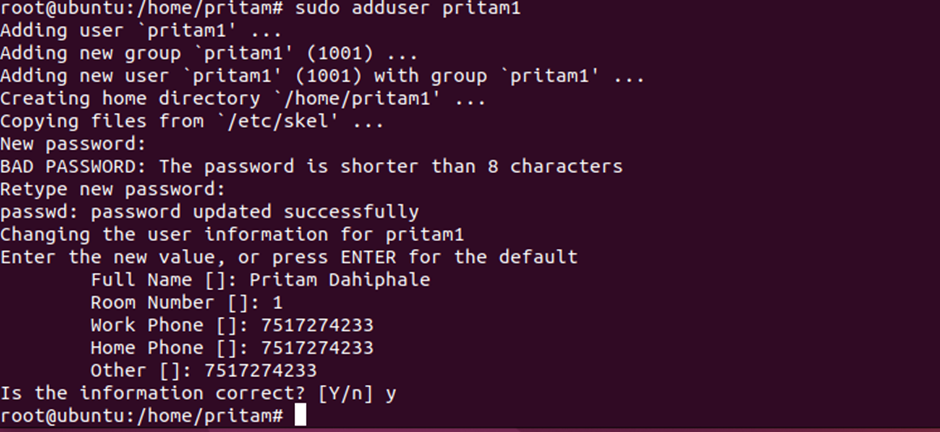 root@ubuntu:/home/pritam# sudo adduser pritam1
Adding user `pritam1' ...
Adding new group `pritam1' (1001) ...
Adding new user `pritam1' (1001) with group `pritam1' ...
Creating home directory `/home/pritam1' ...
Copying files from `/etc/skel' ...
New password:
BAD PASSWORD: The password is shorter than 8 characters
Retype new password:
passwd: password updated successfully
Changing the user information for pritam1
Enter the new value, or press ENTER for the default
        Full Name []: Pritam Dahiphale
        Room Number []: 1
        Work Phone []: 7517274233
        Home Phone []: 7517274233
        Other []: 7517274233
Is the information correct? [Y/n] y
root@ubuntu:/home/pritam#